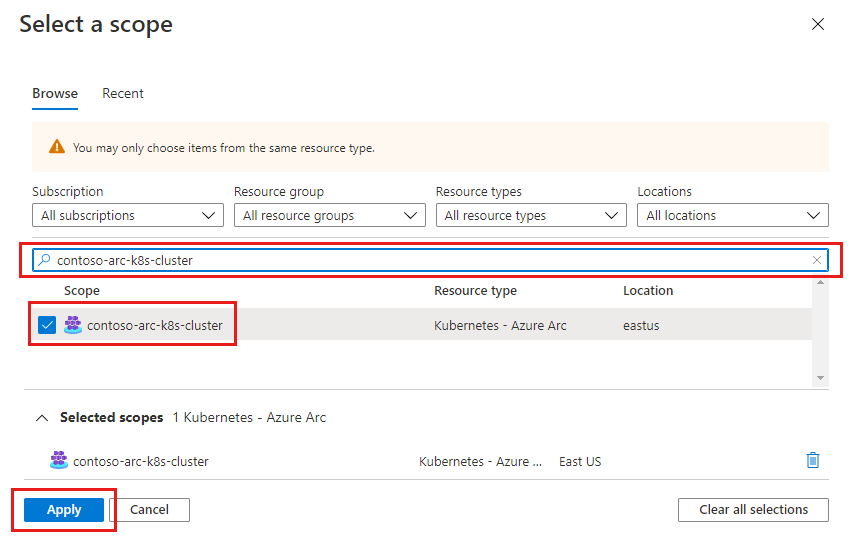 Select a scope
Browse Recent
You may only choose items from the same resource type.
Subscription Resource group Resource types Locations
All subscriptions All resource groups All resource types All locations
contoso-arc-k8s-cluster
Scope Resource type Location
contoso-arc-k8s-cluster Kubernetes - Azure Arc eastus
Selected scopes 1 Kubernetes - Azure Arc
contoso-arc-k8s-cluster Kubernetes - Azure ... East US
Apply Cancel Clear all selections